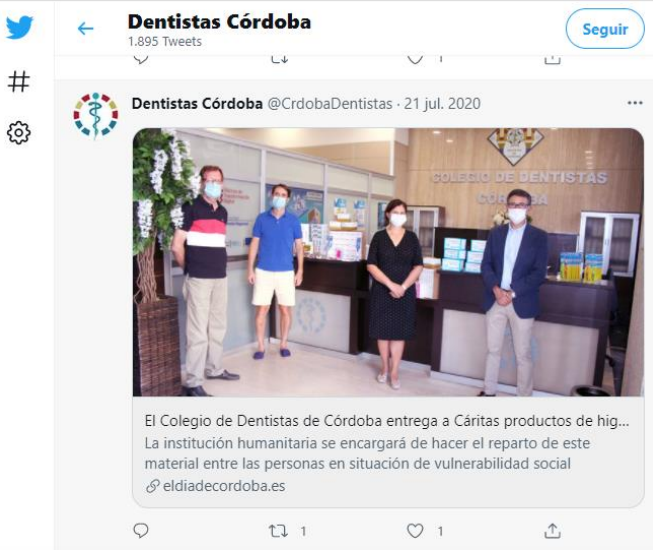 Dentistas Córdoba
1.895 Tweets
Seguir
1
Dentistas Córdoba @CrdobaDentistas · 21 jul. 2020
COLEGIO DE DENTISTAS
CÓRDOBA
El Colegio de Dentistas de Córdoba entrega a Cáritas productos de hig...
La institución humanitaria se encargará de hacer el reparto de este
material entre las personas en situación de vulnerabilidad social
eldiadecordoba.es
1 1